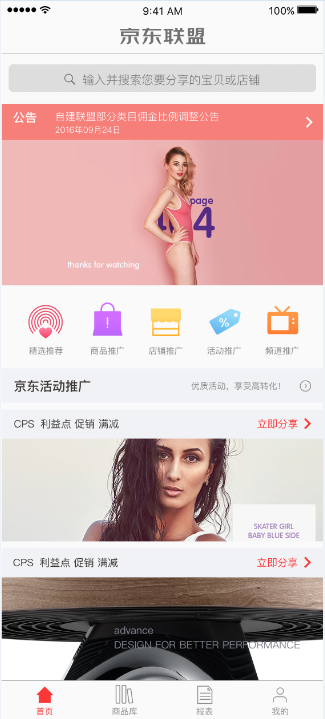 9:41 AM 100%
京东联盟
输入并搜索您要分享的宝贝或店铺
公告 自建联盟部分类目佣金比例调整公告
2016年09月24日
page
404
thanks for watching
精选推荐 商品推广 店铺推广 活动推广 频道推广
京东活动推广 优质活动，享受高转化！
CPS 利益点 促销 满减 立即分享
SKATER GIRL
BABY BLUE SIDE
CPS 利益点 促销 满减 立即分享
advance
DESIGN FOR BETTER PERFORMANCE
首页 商品库 报表 我的